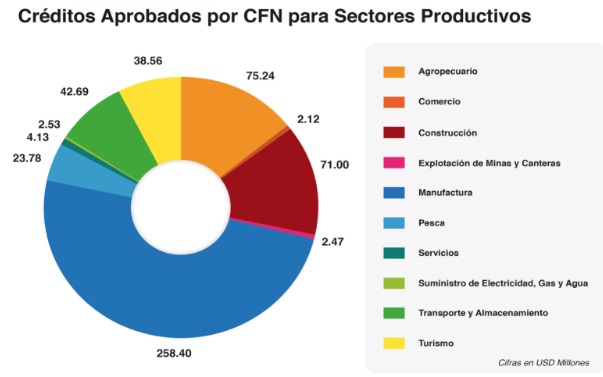 Créditos Aprobados por CFN para Sectores Productivos
38.56
75.24
42.69
2.12
2.53
4.13
23.78
71.00
2.47
258.40
Agropecuario
Comercio
Construcción
Explotación de Minas y Canteras
Manufactura
Pesca
Servicios
Suministro de Electricidad, Gas y Agua
Transporte y Almacenamiento
Turismo
Cifras en USD Millones